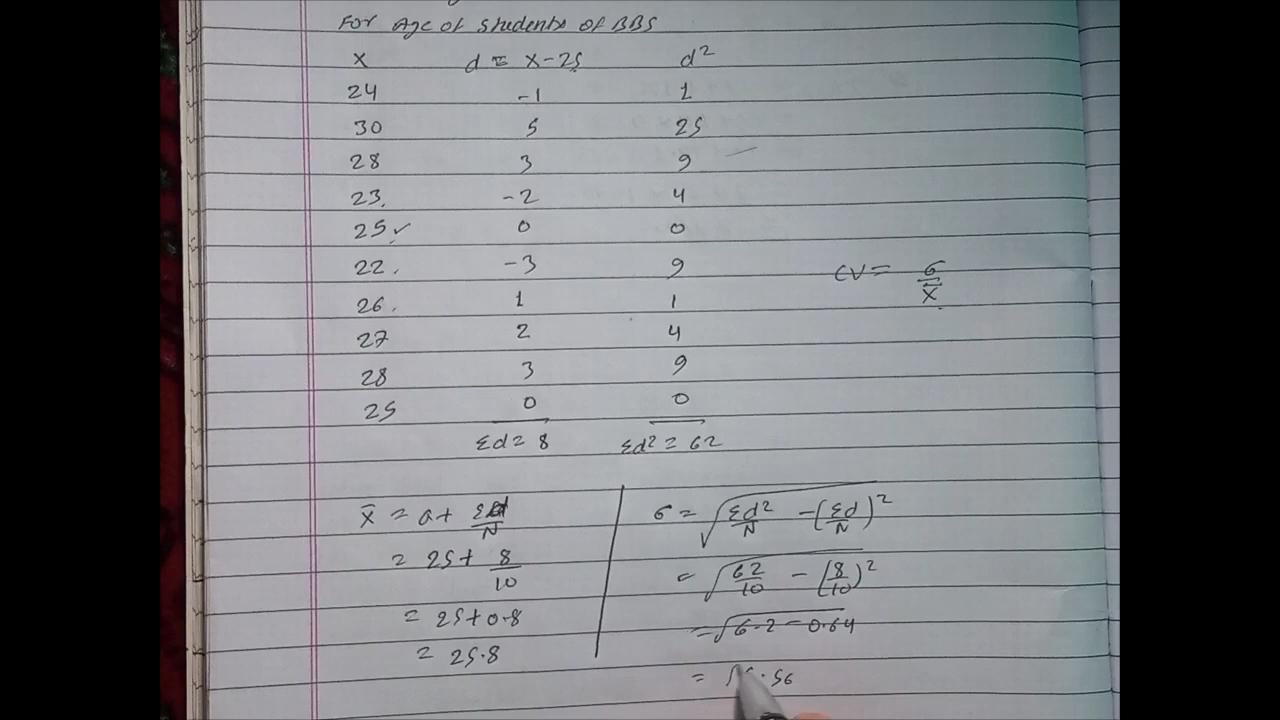 For Age of students of BBS
X d = X-25 d²
24 -1 1
30 5 25
28 3 9
23. -2 4
25✓ 0 0
22. -3 9
CV = σ/X̄
26. 1 1
27 2 4
28 3 9
25 0 0
Σd = 8 Σd² = 62
X̄ = a + Σd/N
= 25 + 8/10
= 25 + 0.8
= 25.8
σ = √(Σd²/N - (Σd/N)²)
= √(62/10 - (8/10)²)
= √(6.2 - 0.64)
= √ .56